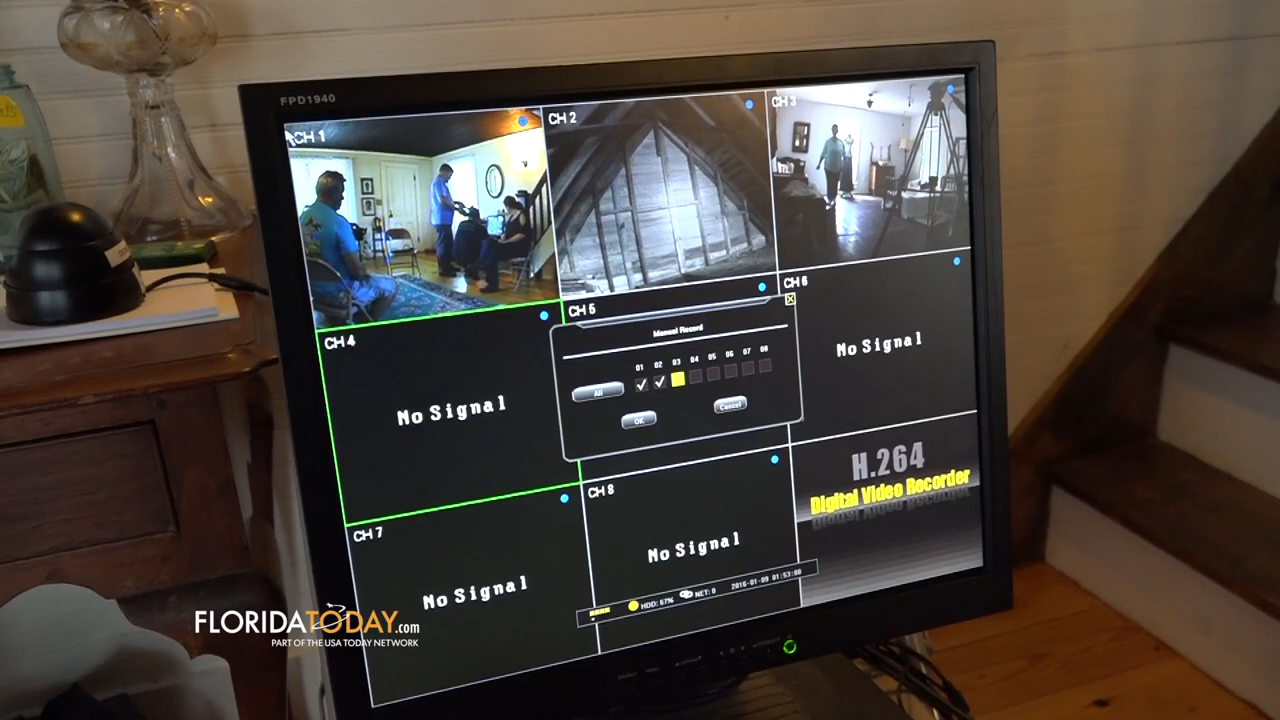 FPD1940
CH 1
CH 2
CH 3
CH 4
No Signal
CH 5
CH 6
No Signal
Manual Record
01 02 03 04 05 06 07 08
All
OK
Cancel
H.264
Digital Video Recorder
CH 7
No Signal
CH 8
No Signal
HDD: 67% NET: 0 2016-01-09 01:53:00
FLORIDATODAY.com
PART OF THE USA TODAY NETWORK